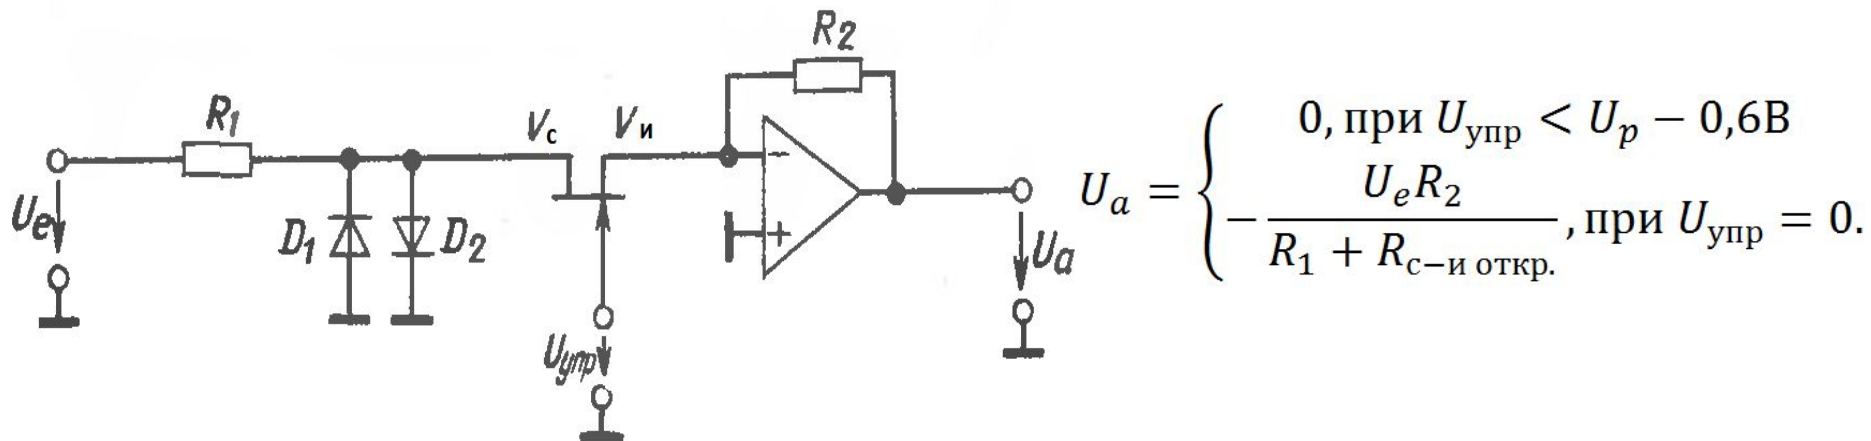 R₂
R₁
Vс
Vи
−
+
Uₑ
D₁
D₂
Uупр
Uₐ
Uₐ = { 0, при Uупр < Uₚ − 0,6В
− UₑR₂ / (R₁ + Rс−и откр.), при Uупр = 0.